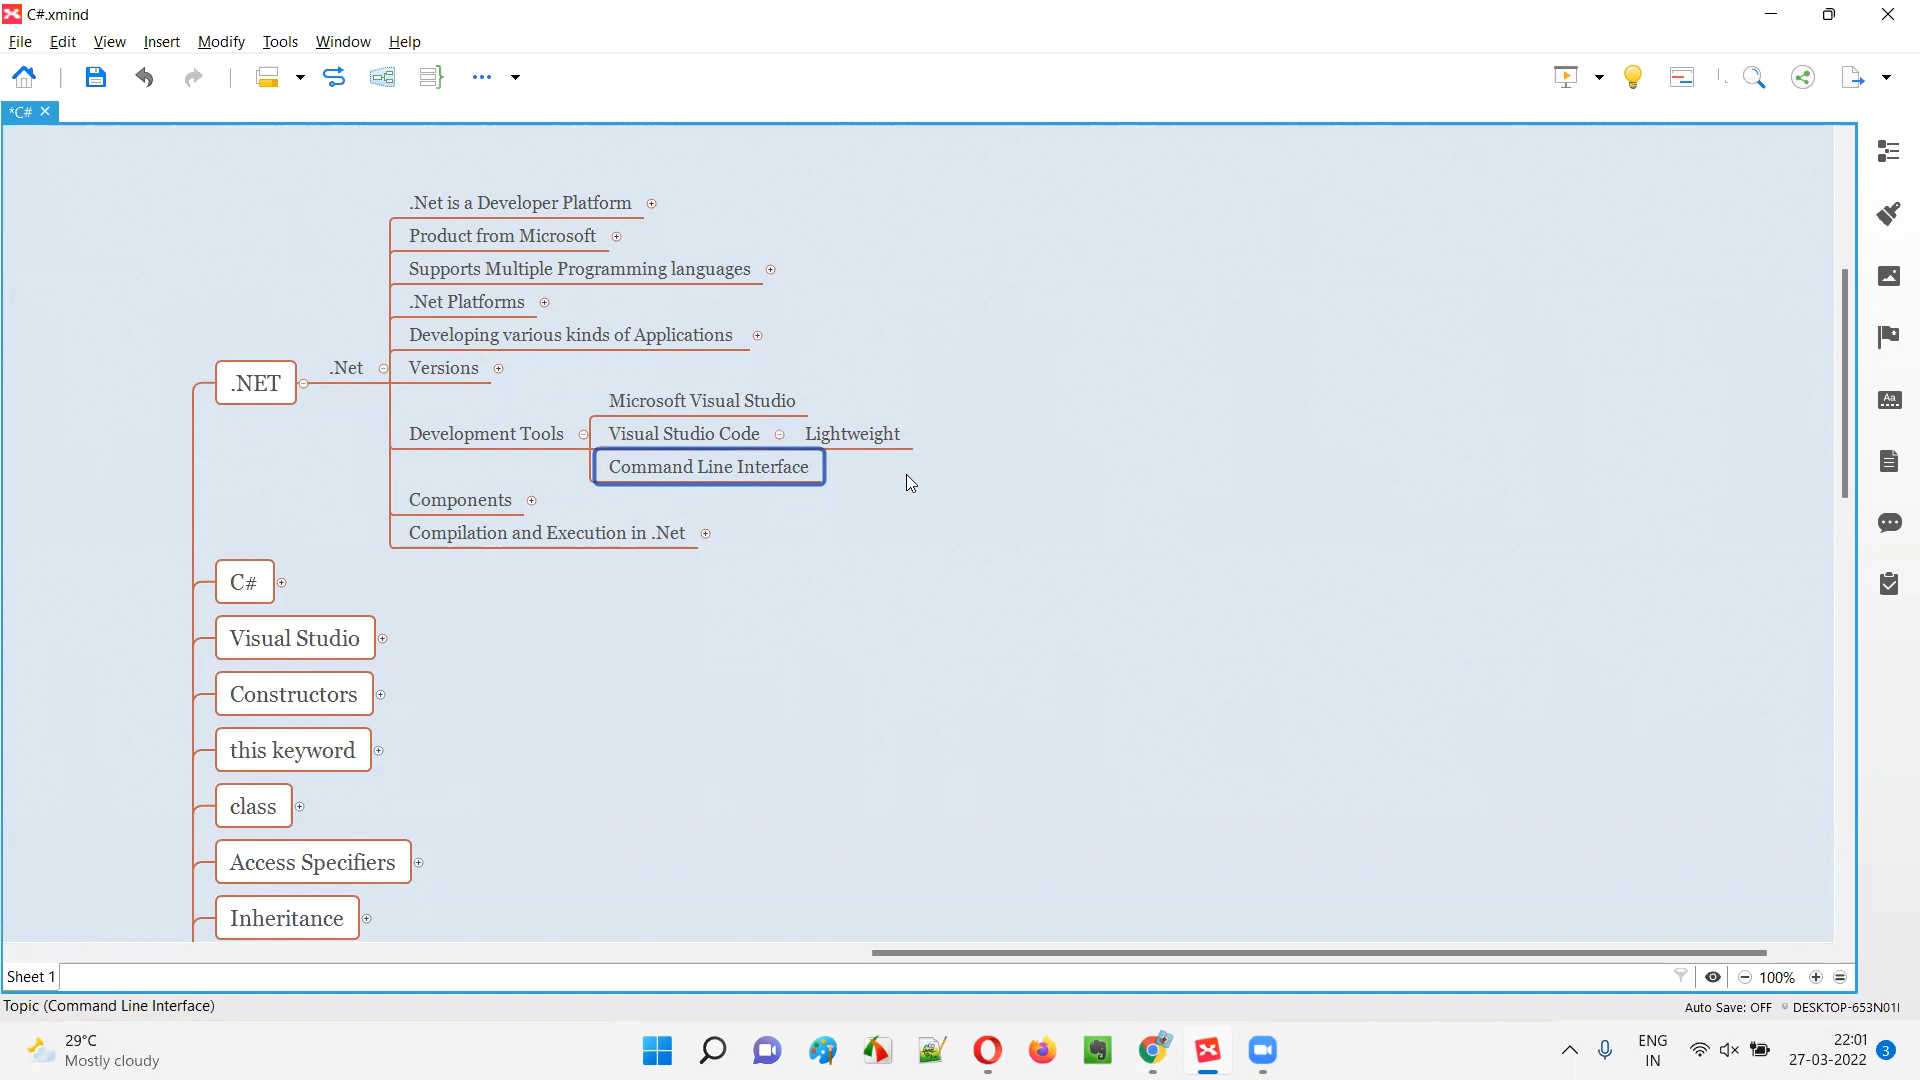 C#.xmind
File Edit View Insert Modify Tools Window Help
*C#
.Net is a Developer Platform
Product from Microsoft
Supports Multiple Programming languages
.Net Platforms
Developing various kinds of Applications
.NET
.Net
Versions
Microsoft Visual Studio
Development Tools
Visual Studio Code
Lightweight
Command Line Interface
Components
Compilation and Execution in .Net
C#
Visual Studio
Constructors
this keyword
class
Access Specifiers
Inheritance
Aa
Sheet 1
100%
Topic (Command Line Interface)
Auto Save: OFF
DESKTOP-653N01I
29°C
Mostly cloudy
ENG
IN
22:01
27-03-2022
3